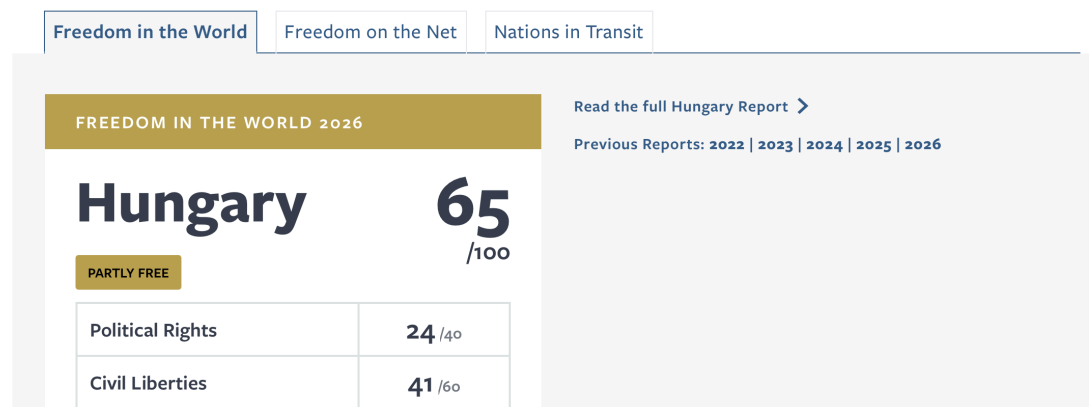 Freedom in the World
Freedom on the Net
Nations in Transit
FREEDOM IN THE WORLD 2026
Hungary
65
/100
PARTLY FREE
Political Rights 24 /40
Civil Liberties 41 /60
Read the full Hungary Report
Previous Reports: 2022 | 2023 | 2024 | 2025 | 2026